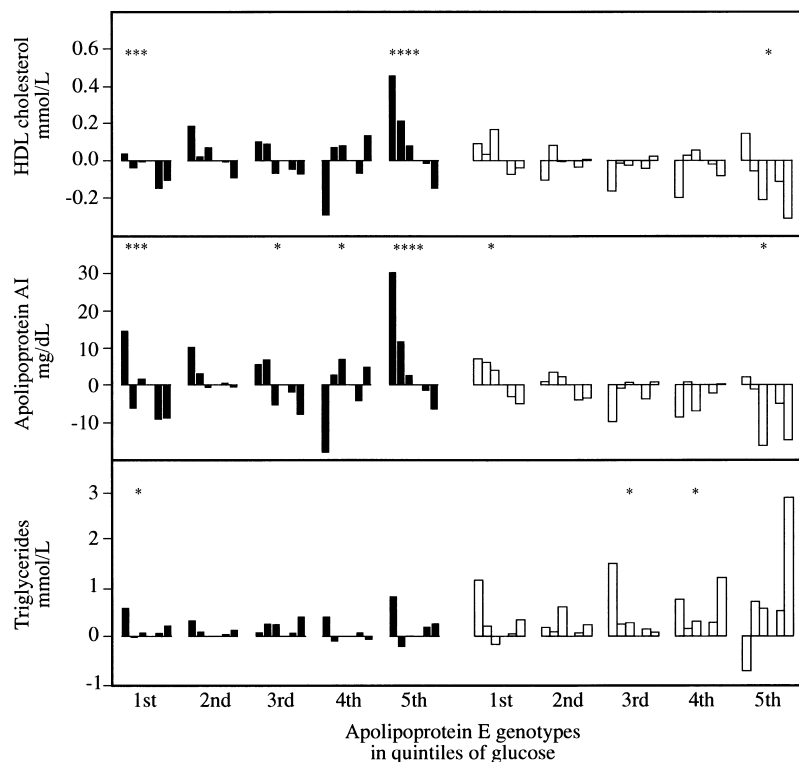 HDL cholesterol
mmol/L
0.6
0.4
0.2
0.0
-0.2
*** **** *
Apolipoprotein AI
mg/dL
30
20
10
0
-10
*** * * **** * *
Triglycerides
mmol/L
3
2
1
0
-1
* * *
1st 2nd 3rd 4th 5th 1st 2nd 3rd 4th 5th
Apolipoprotein E genotypes
in quintiles of glucose